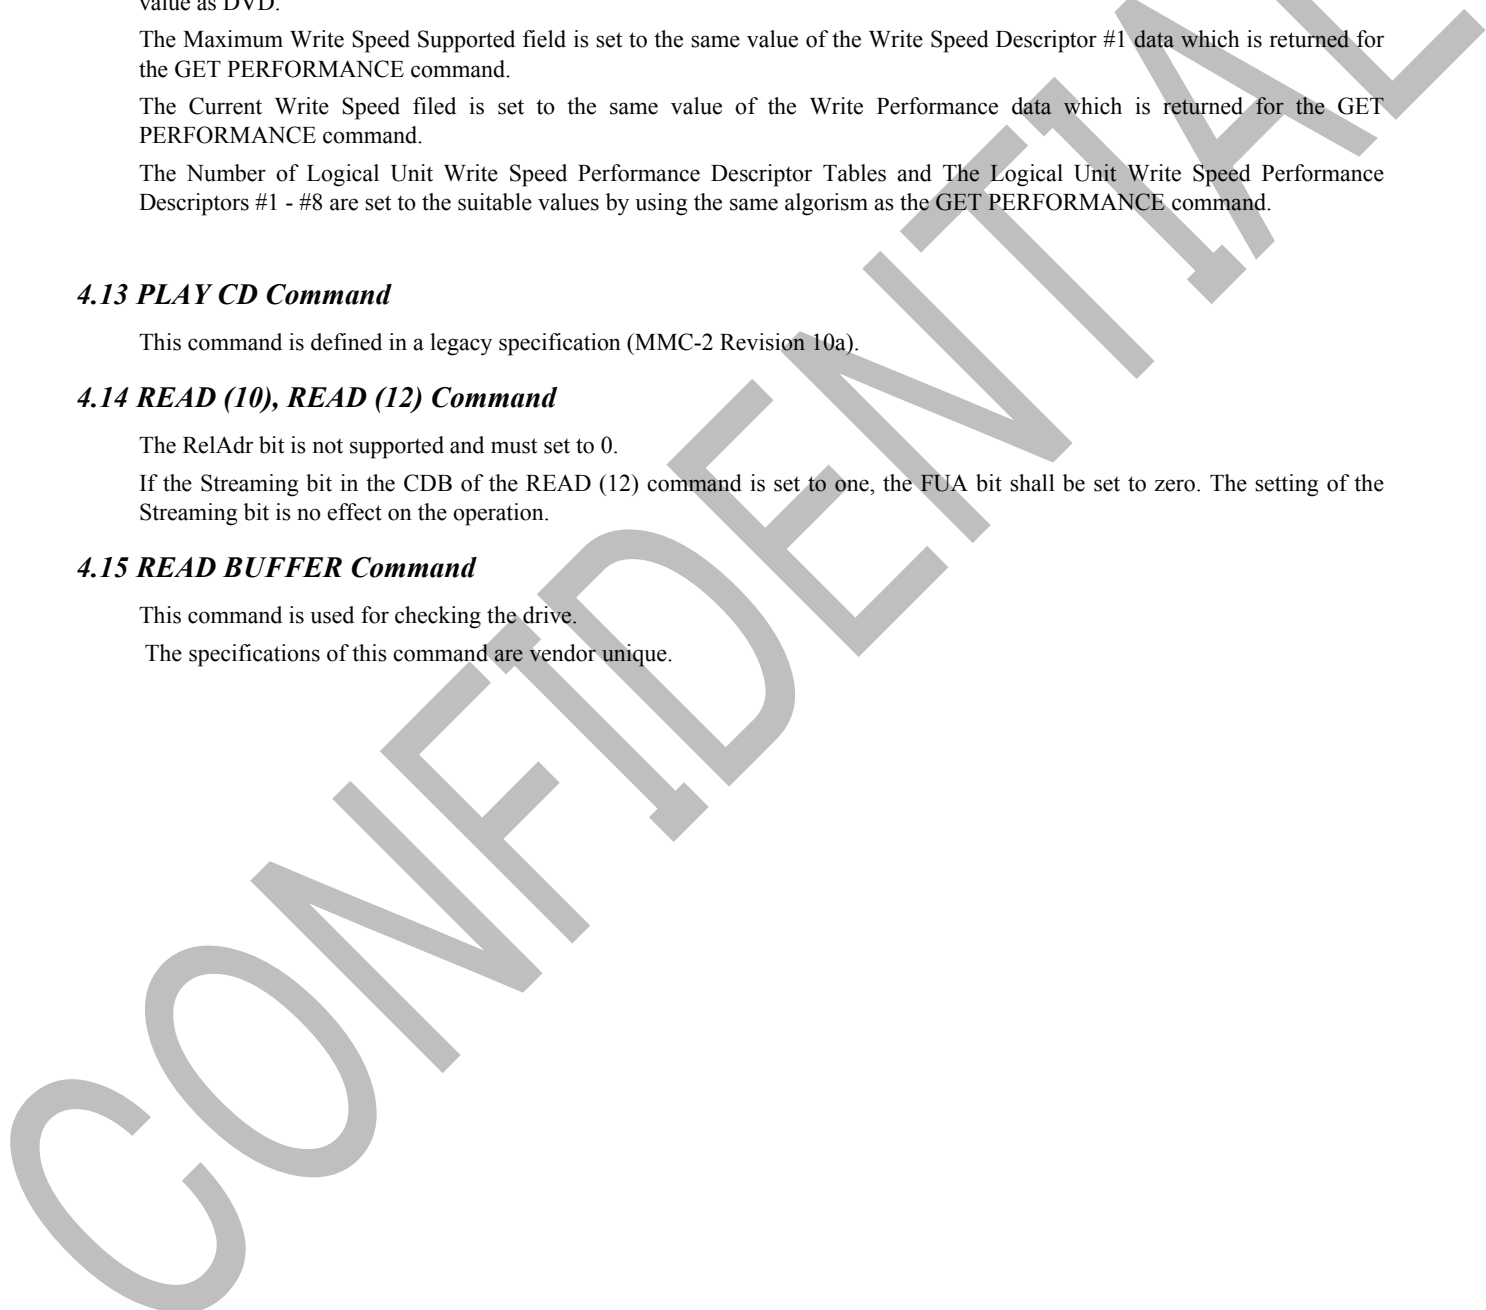 value as DVD.
The Maximum Write Speed Supported field is set to the same value of the Write Speed Descriptor #1 data which is returned for
the GET PERFORMANCE command.
The Current Write Speed filed is set to the same value of the Write Performance data which is returned for the GET
PERFORMANCE command.
The Number of Logical Unit Write Speed Performance Descriptor Tables and The Logical Unit Write Speed Performance
Descriptors #1 - #8 are set to the suitable values by using the same algorism as the GET PERFORMANCE command.
4.13 PLAY CD Command
This command is defined in a legacy specification (MMC-2 Revision 10a).
4.14 READ (10), READ (12) Command
The RelAdr bit is not supported and must set to 0.
If the Streaming bit in the CDB of the READ (12) command is set to one, the FUA bit shall be set to zero. The setting of the
Streaming bit is no effect on the operation.
4.15 READ BUFFER Command
This command is used for checking the drive.
The specifications of this command are vendor unique.
CONFIDENTIAL